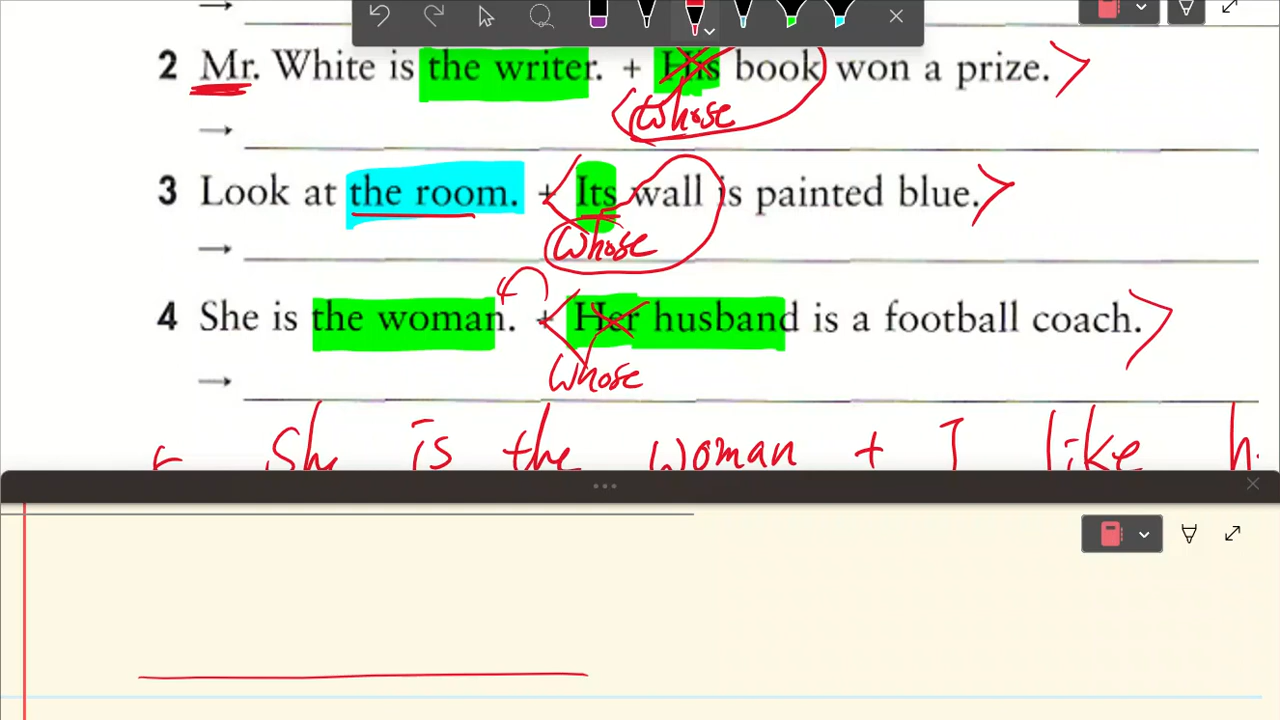 2 Mr. White is the writer. + His book won a prize.
whose
→
3 Look at the room. + Its wall is painted blue.
whose
→
4 She is the woman. + Her husband is a football coach.
whose
→
She is the woman + I like